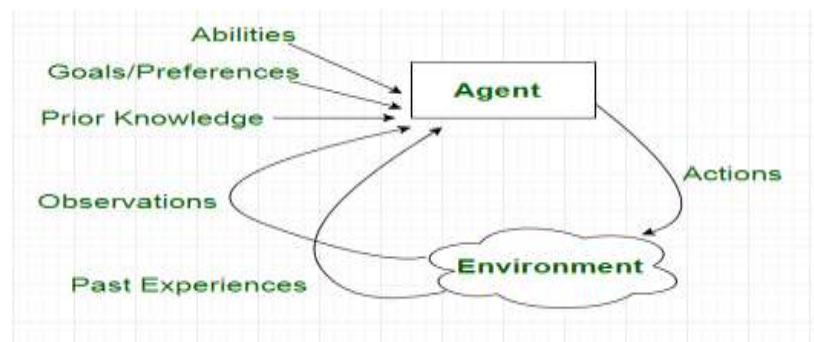 Abilities
Goals/Preferences
Agent
Prior Knowledge
Actions
Observations
Environment
Past Experiences